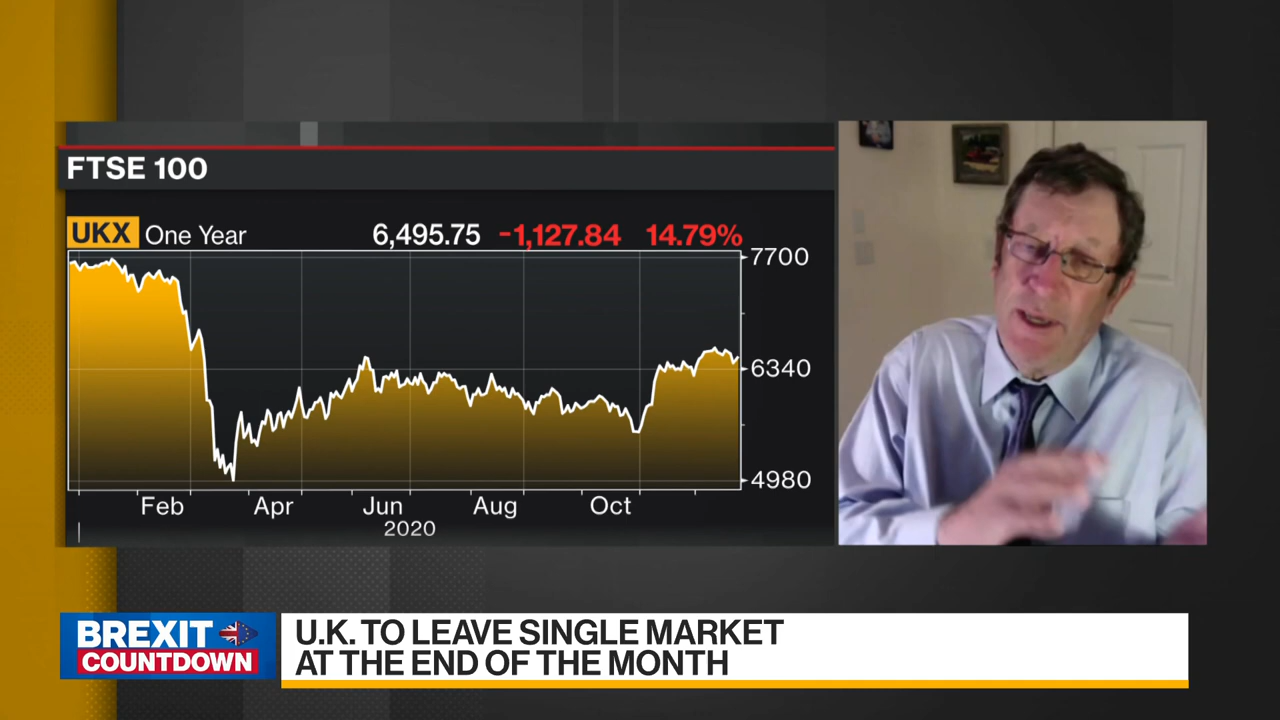 FTSE 100
UKX One Year 6,495.75 -1,127.84 14.79%
7700
6340
4980
Feb Apr Jun Aug Oct
2020
BREXIT
COUNTDOWN
U.K. TO LEAVE SINGLE MARKET
AT THE END OF THE MONTH